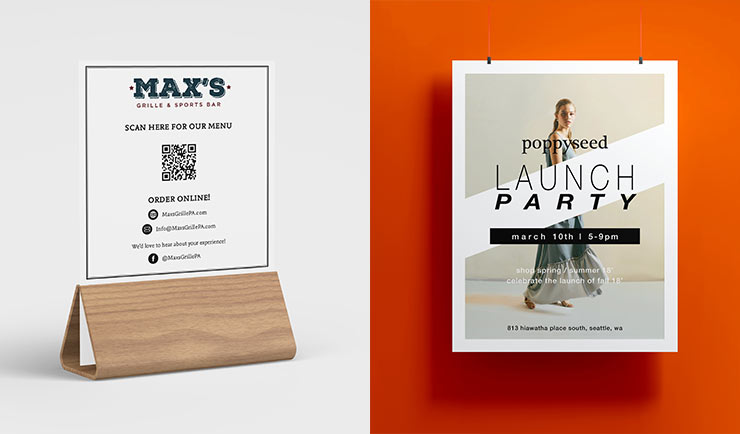 MAX'S
GRILLE & SPORTS BAR
SCAN HERE FOR OUR MENU
ORDER ONLINE!
MaxsGrillePA.com
Info@MaxsGrillePA.com
We'd love to hear about your experience!
@MaxsGrillePA
poppyseed
LAUNCH
PARTY
march 10th | 5-9pm
shop spring / summer 18'
celebrate the launch of fall 18'
813 hiawatha place south, seattle, wa